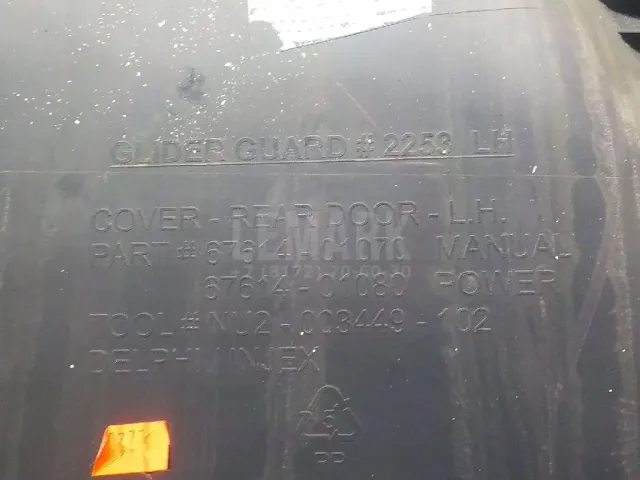 GLIDER GUARD # 2253 LH
COVER - REAR DOOR - L.H.
PART # 67614 - 01070 MANUAL
67614 - 01080 POWER
TOOL # NU2 - 003449 - 102
DELPHI / INJEX
5
PP